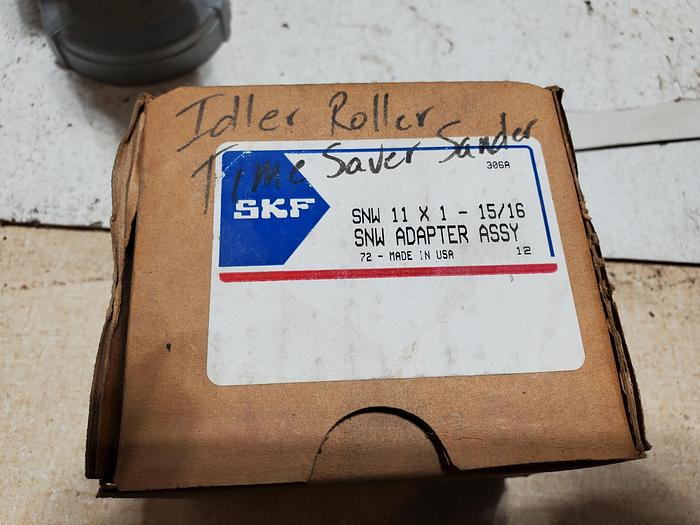 Idler Roller
Time Saver Sander
306A
SKF
SNW 11 X 1 - 15/16
SNW ADAPTER ASSY
72 - MADE IN USA 12